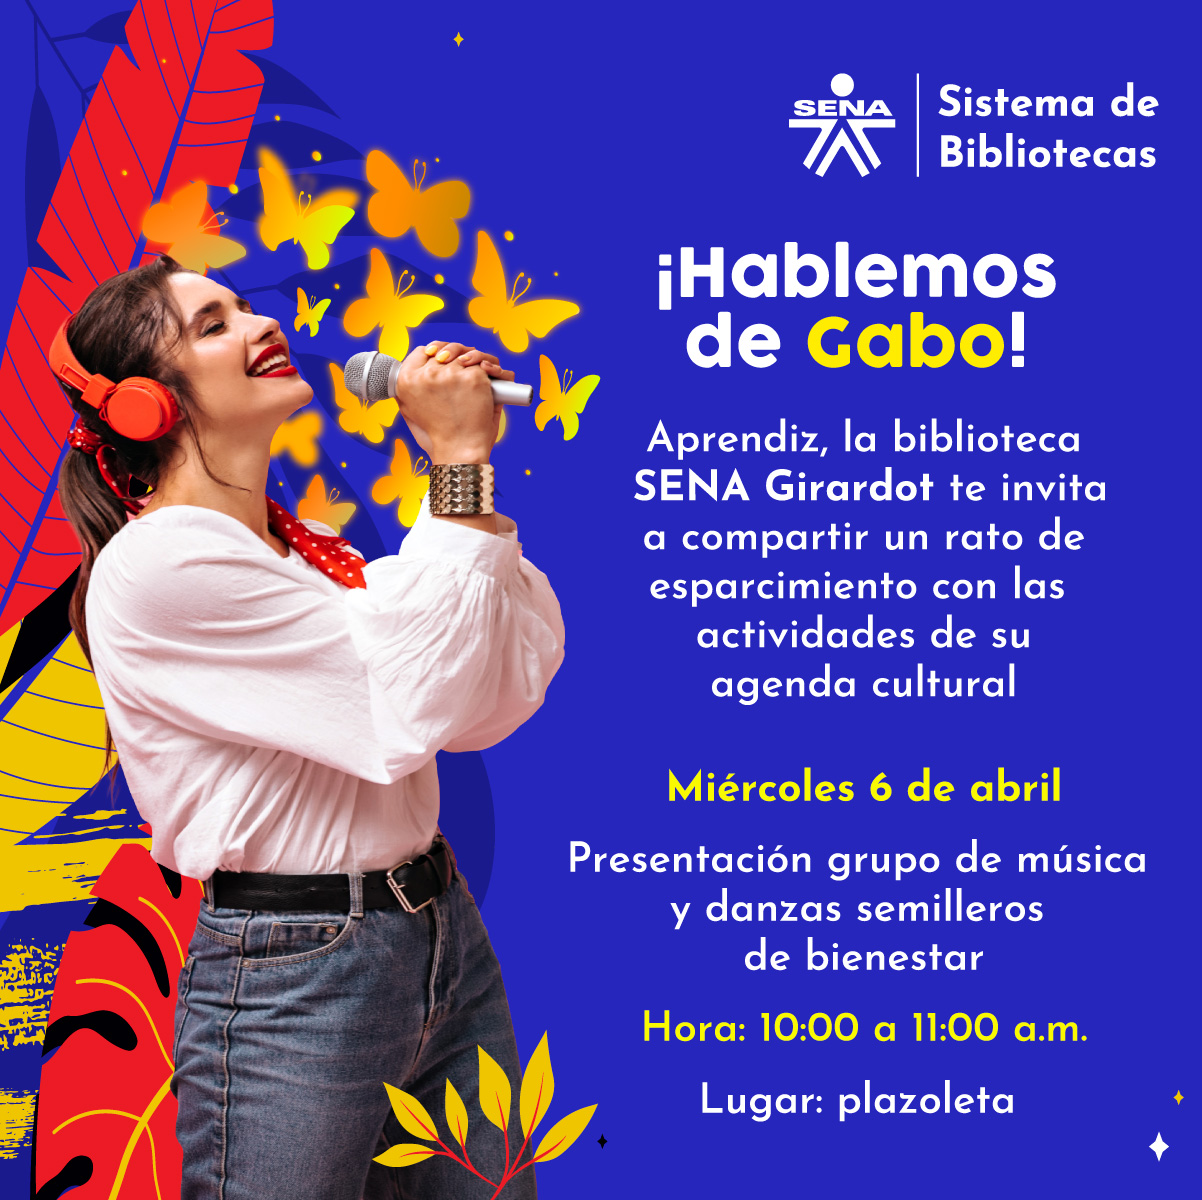 SENA
Sistema de
Bibliotecas
¡Hablemos
de Gabo!
Aprendiz, la biblioteca
SENA Girardot te invita
a compartir un rato de
esparcimiento con las
actividades de su
agenda cultural
Miércoles 6 de abril
Presentación grupo de música
y danzas semilleros
de bienestar
Hora: 10:00 a 11:00 a.m.
Lugar: plazoleta